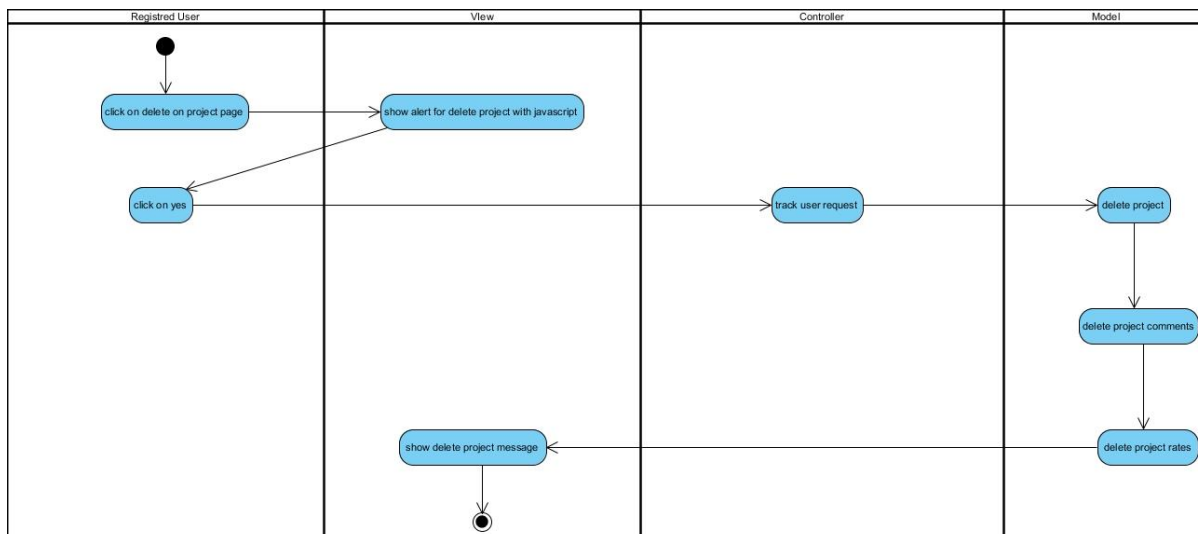 Registred User
VIew
Controller
Model
click on delete on project page
show alert for delete project with javascript
click on yes
track user request
delete project
delete project comments
show delete project message
delete project rates